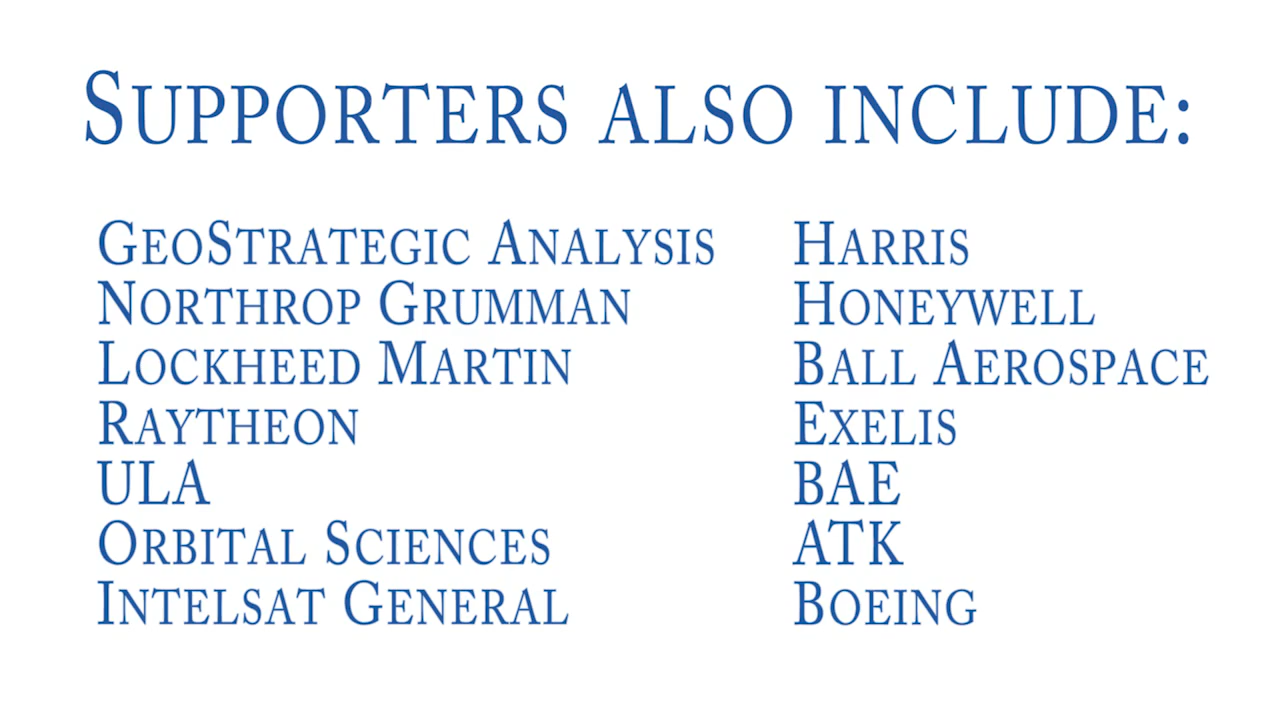 Supporters also include:
GeoStrategic Analysis
Northrop Grumman
Lockheed Martin
Raytheon
ULA
Orbital Sciences
Intelsat General
Harris
Honeywell
Ball Aerospace
Exelis
BAE
ATK
Boeing